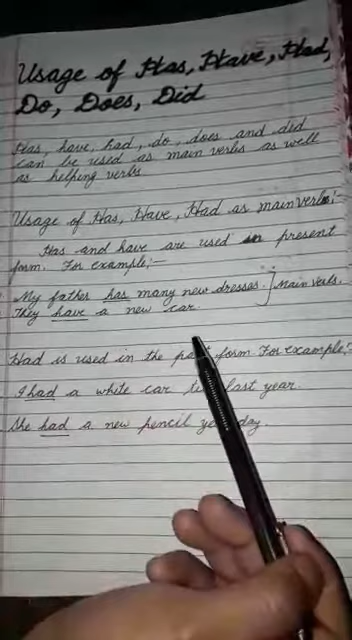 Usage of Has, Have, Had,
Do, Does, Did
Has, have, had, do, does and did
can be used as main verbs as well
as helping verbs
Usage of Has, Have, Had as main verbs:-
Has and have are used in present
form. For example:-
My father has many new dresses. ] Main verbs.
They have a new car.
Had is used in the form. For example:-
I had a white car last year.
She had a new pencil